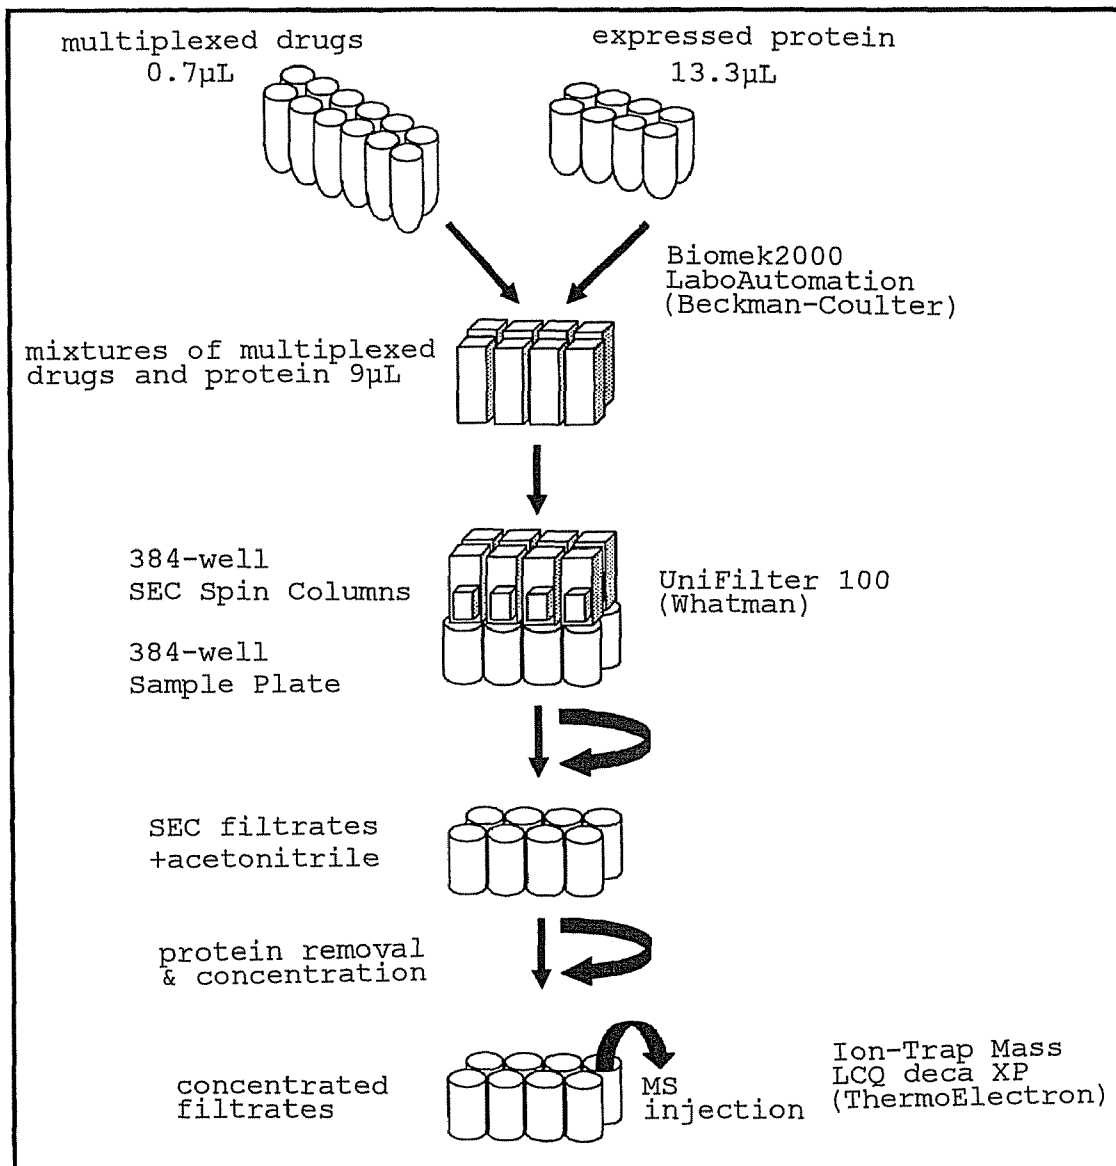 multiplexed drugs
0.7µL
expressed protein
13.3µL
Biomek2000
LaboAutomation
(Beckman-Coulter)
mixtures of multiplexed
drugs and protein 9µL
384-well
SEC Spin Columns
UniFilter 100
(Whatman)
384-well
Sample Plate
SEC filtrates
+acetonitrile
protein removal
& concentration
concentrated
filtrates
MS
injection
Ion-Trap Mass
LCQ deca XP
(ThermoElectron)